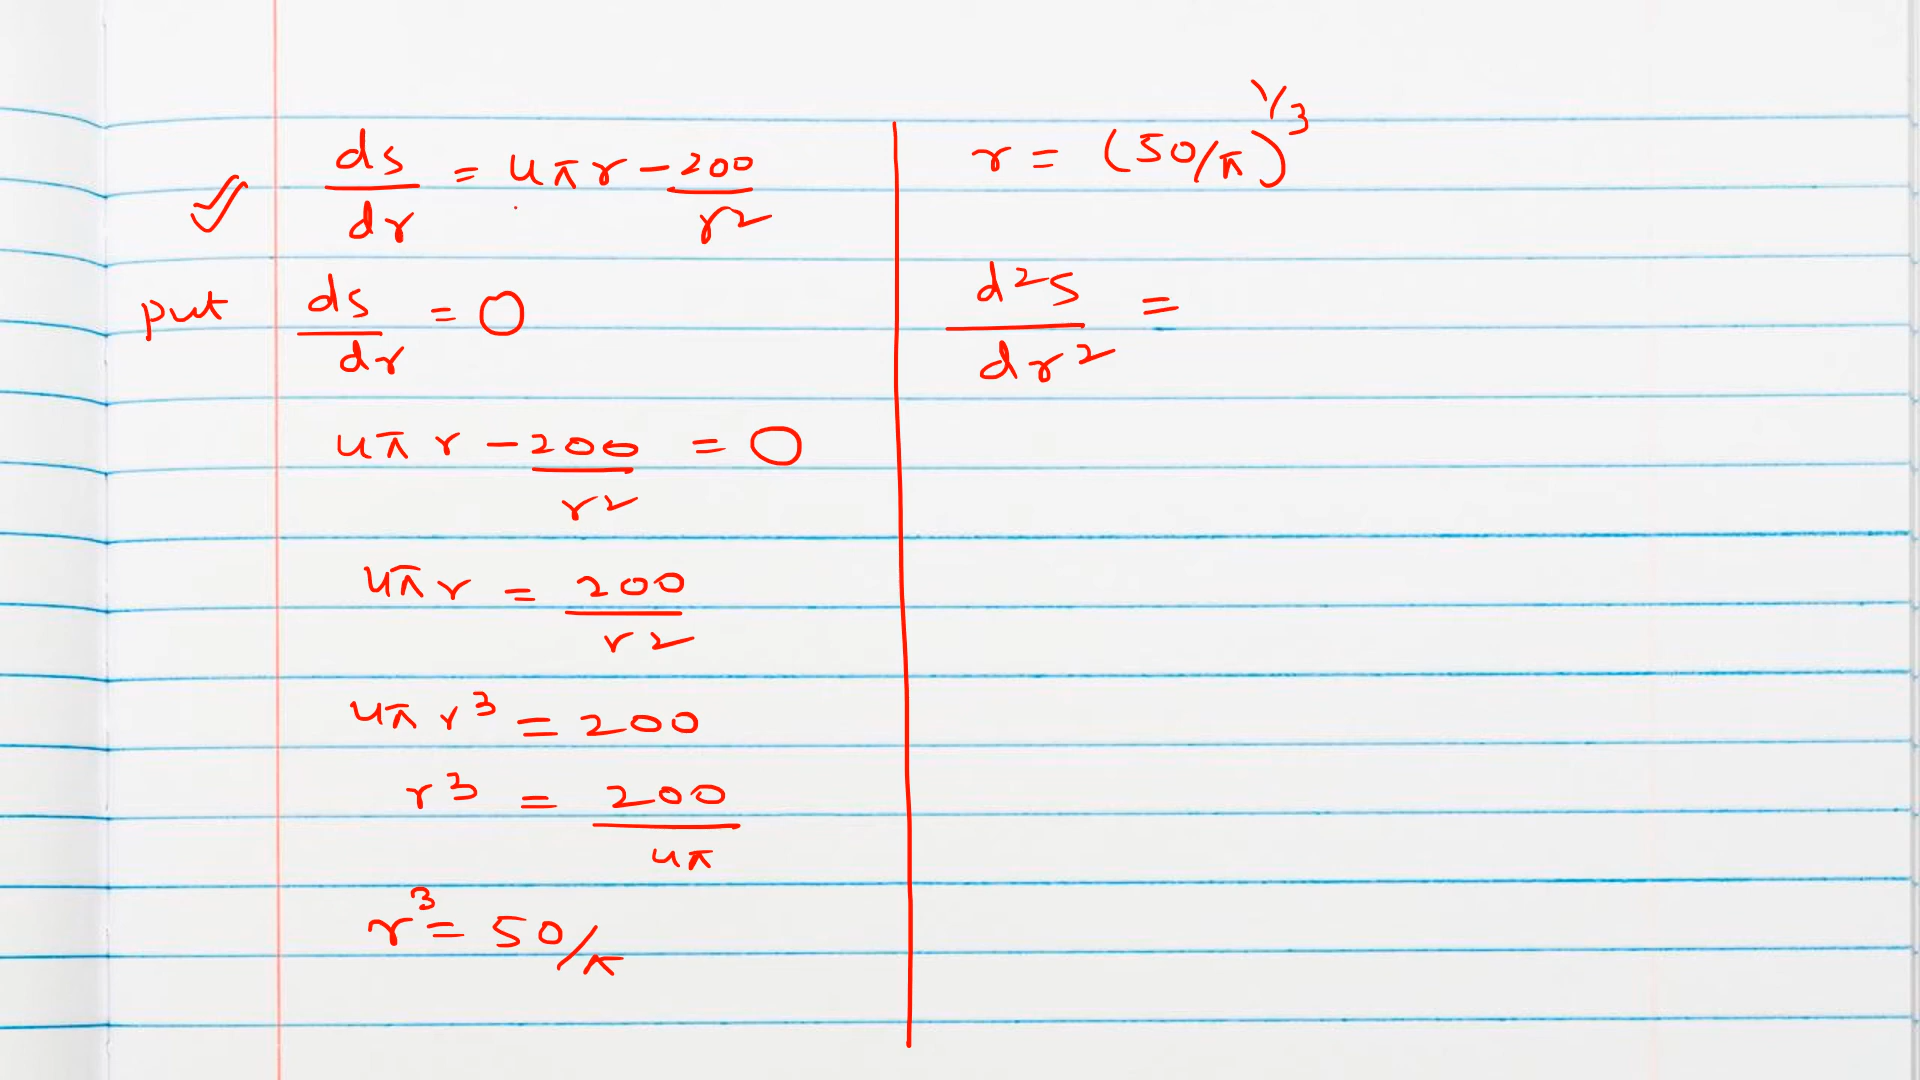 ds/dr = 4πr - 200/r²
put ds/dr = 0
4πr - 200/r² = 0
4πr = 200/r²
4πr³ = 200
r³ = 200/4π
r³ = 50/π
r = (50/π)^1/3
d²s/dr² =